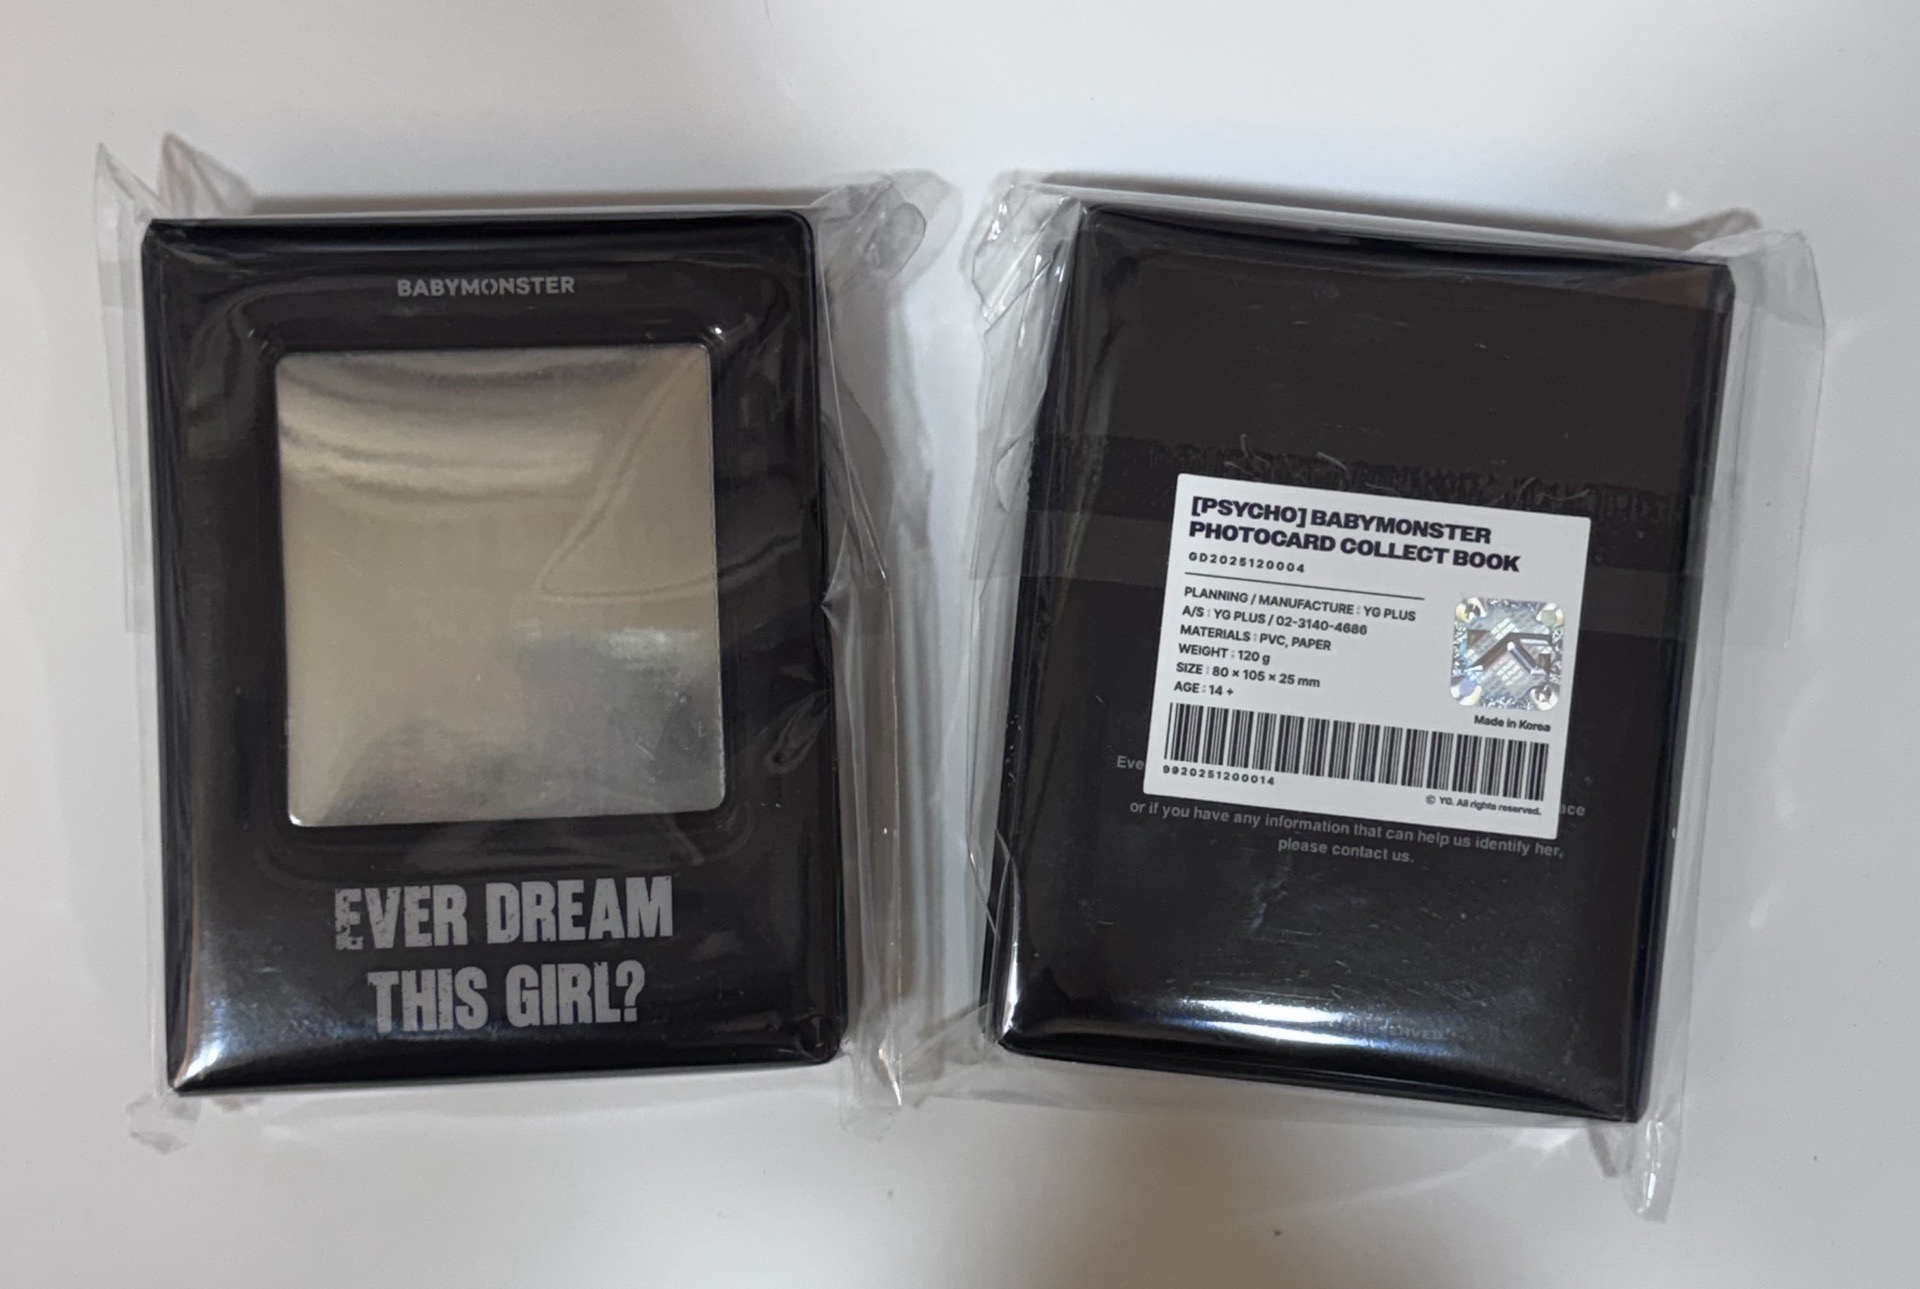 BABYMONSTER
EVER DREAM
THIS GIRL?
[PSYCHO] BABYMONSTER
PHOTOCARD COLLECT BOOK
GD2025120004
PLANNING / MANUFACTURE : YG PLUS
A/S : YG PLUS / 02-3140-4686
MATERIALS : PVC, PAPER
WEIGHT : 120 g
SIZE : 80 × 105 × 25 mm
AGE : 14 +
Made in Korea
9920251200014
© YG. All rights reserved.
Eve
or if you have any information that can help us identify her,
please contact us.